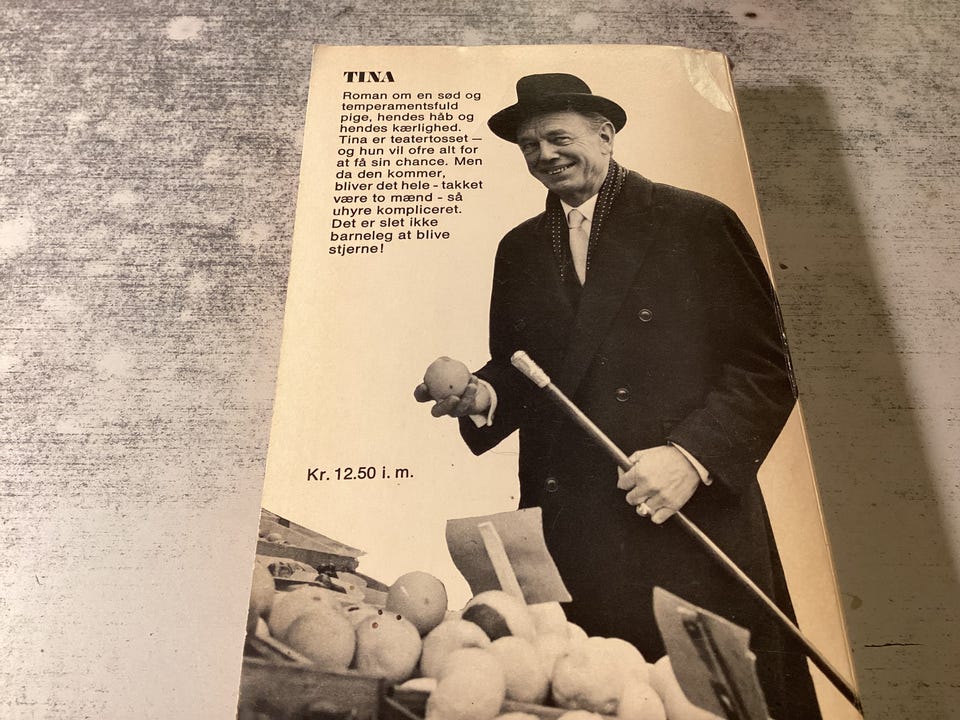 TINA
Roman om en sød og
temperamentsfuld
pige, hendes håb og
hendes kærlighed.
Tina er teatertosset —
og hun vil ofre alt for
at få sin chance. Men
da den kommer,
bliver det hele - takket
være to mænd - så
uhyre kompliceret.
Det er slet ikke
barneleg at blive
stjerne!
Kr. 12.50 i. m.